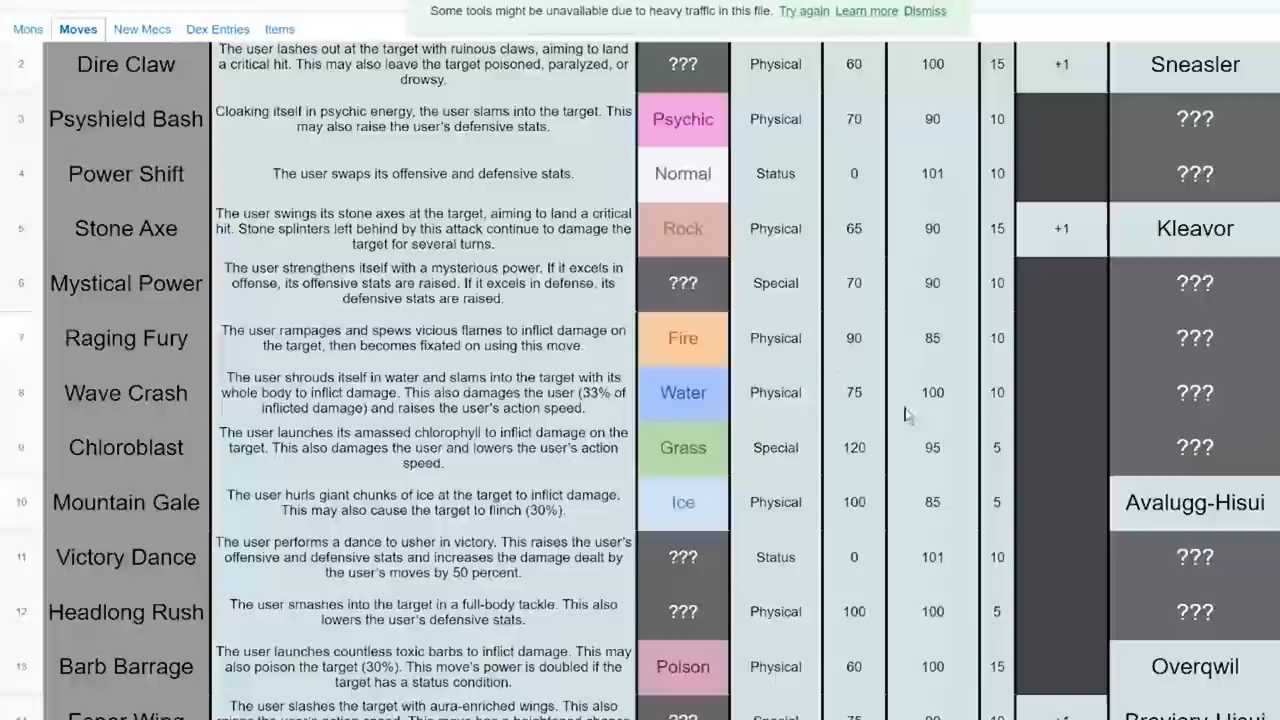 Some tools might be unavailable due to heavy traffic in this file. Try again Learn more Dismiss
Mons Moves New Mecs Dex Entries Items
The user lashes out at the target with ruinous claws, aiming to land
2 Dire Claw a critical hit. This may also leave the target poisoned, paralyzed, or ??? Physical 60 100 15 +1 Sneasler
drowsy.
3 Psyshield Bash Cloaking itself in psychic energy, the user slams into the target. This Psychic Physical 70 90 10 ???
may also raise the user's defensive stats.
4 Power Shift The user swaps its offensive and defensive stats. Normal Status 0 101 10 ???
The user swings its stone axes at the target, aiming to land a critical
5 Stone Axe hit. Stone splinters left behind by this attack continue to damage the Rock Physical 65 90 15 +1 Kleavor
target for several turns.
The user strengthens itself with a mysterious power. If it excels in
6 Mystical Power offense, its offensive stats are raised. If it excels in defense, its ??? Special 70 90 10 ???
defensive stats are raised.
7 Raging Fury The user rampages and spews vicious flames to inflict damage on Fire Physical 90 85 10 ???
the target, then becomes fixated on using this move.
The user shrouds itself in water and slams into the target with its
8 Wave Crash whole body to inflict damage. This also damages the user (33% of Water Physical 75 100 10 ???
inflicted damage) and raises the user's action speed.
The user launches its amassed chlorophyll to inflict damage on the
9 Chloroblast target. This also damages the user and lowers the user's action Grass Special 120 95 5 ???
speed.
10 Mountain Gale The user hurls giant chunks of ice at the target to inflict damage. Ice Physical 100 85 5 Avalugg-Hisui
This may also cause the target to flinch (30%).
The user performs a dance to usher in victory. This raises the user's
11 Victory Dance offensive and defensive stats and increases the damage dealt by ??? Status 0 101 10 ???
the user's moves by 50 percent.
12 Headlong Rush The user smashes into the target in a full-body tackle. This also ??? Physical 100 100 5 ???
lowers the user's defensive stats.
The user launches countless toxic barbs to inflict damage. This may
13 Barb Barrage also poison the target (30%). This move's power is doubled if the Poison Physical 60 100 15 Overqwil
target has a status condition.
The user slashes the target with aura-enriched wings. This also